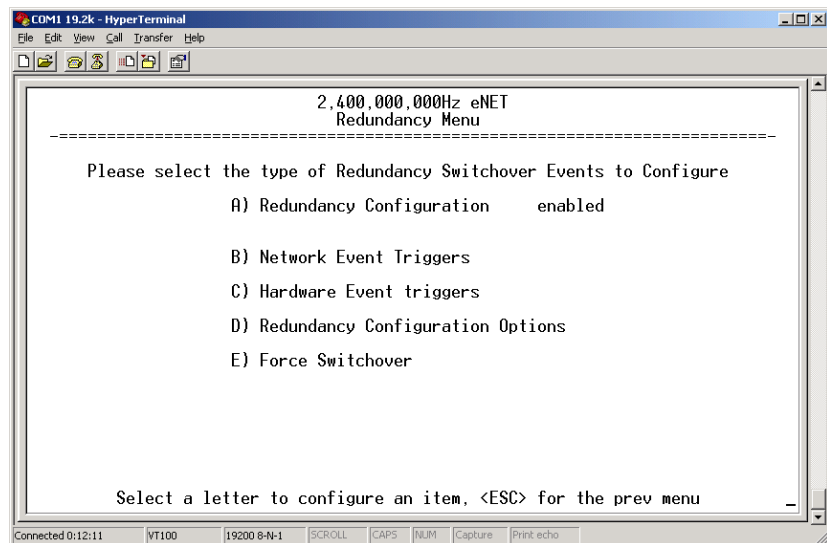 COM1 19.2k - HyperTerminal
File Edit View Call Transfer Help
2,400,000,000Hz eNET
Redundancy Menu
-==========================================================================-
Please select the type of Redundancy Switchover Events to Configure
A) Redundancy Configuration enabled
B) Network Event Triggers
C) Hardware Event triggers
D) Redundancy Configuration Options
E) Force Switchover
Select a letter to configure an item, <ESC> for the prev menu _
Connected 0:12:11 VT100 19200 8-N-1 SCROLL CAPS NUM Capture Print echo